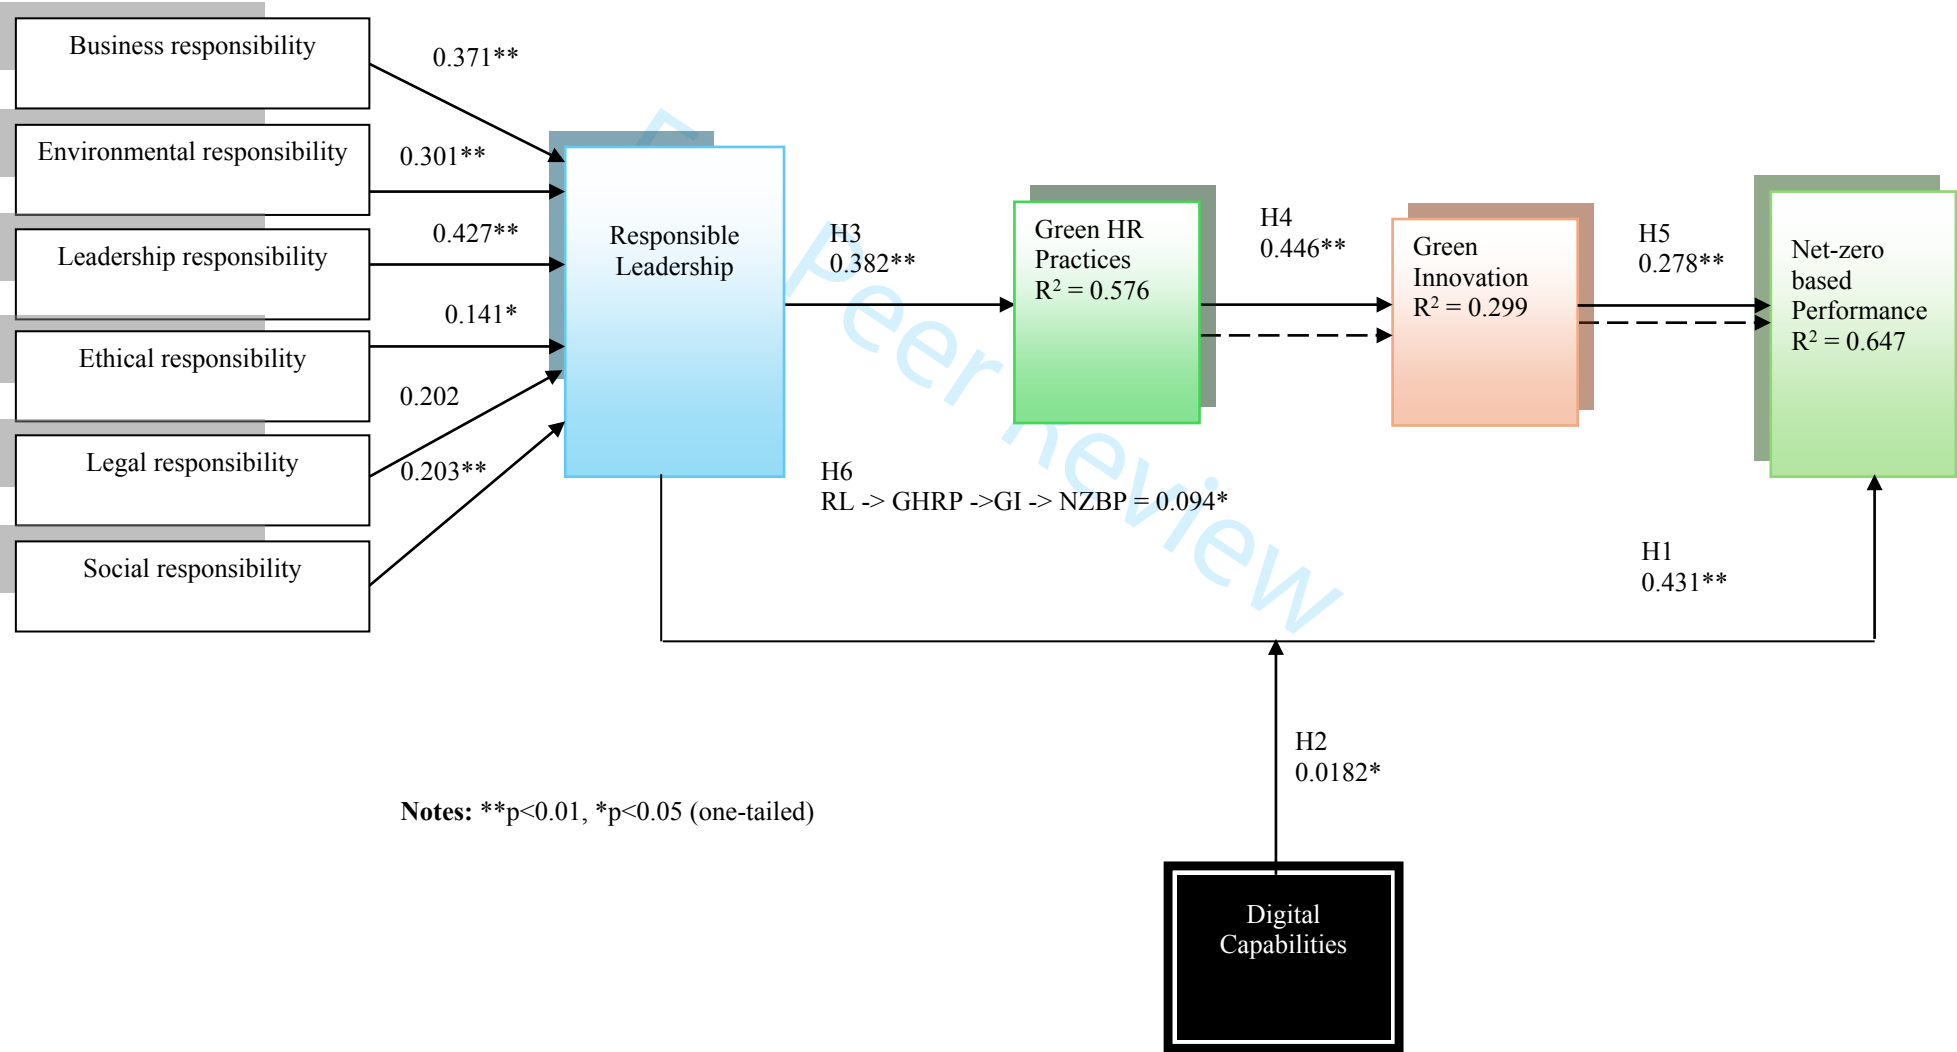 Business responsibility
0.371**
Environmental responsibility
0.301**
Leadership responsibility
0.427**
Ethical responsibility
0.141*
Legal responsibility
0.202
Social responsibility
0.203**
Responsible
Leadership
H3
0.382**
Green HR
Practices
R² = 0.576
H4
0.446**
Green
Innovation
R² = 0.299
H5
0.278**
Net-zero
based
Performance
R² = 0.647
H6
RL -> GHRP ->GI -> NZBP = 0.094*
H1
0.431**
H2
0.0182*
Notes: **p<0.01, *p<0.05 (one-tailed)
Digital
Capabilities
Peer Review